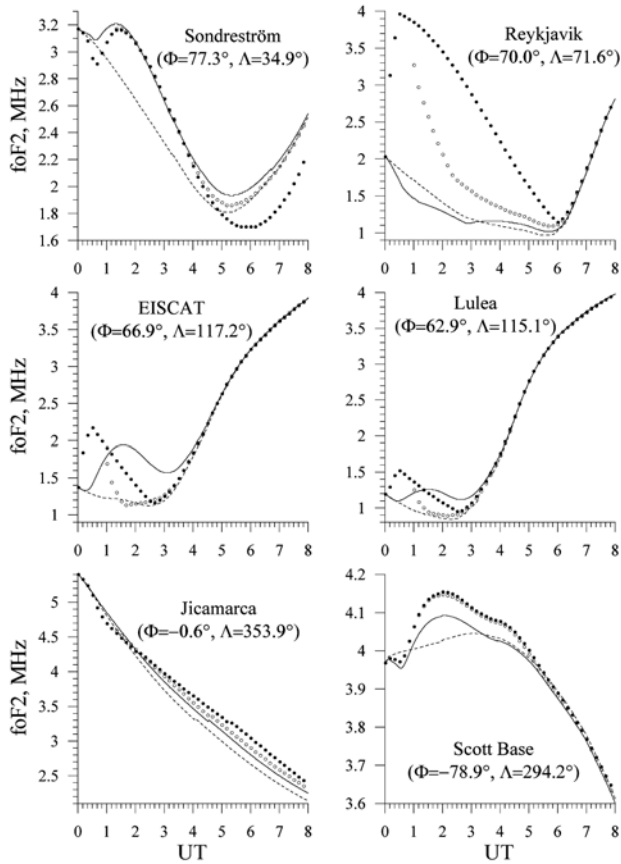 foF2, MHz
3.2
3
2.8
2.6
2.4
2.2
2
1.8
1.6
Sondreström
(Φ=77.3°, Λ=34.9°)
0 1 2 3 4 5 6 7 8
foF2, MHz
4
3.5
3
2.5
2
1.5
1
Reykjavik
(Φ=70.0°, Λ=71.6°)
0 1 2 3 4 5 6 7 8
foF2, MHz
4
3.5
3
2.5
2
1.5
1
EISCAT
(Φ=66.9°, Λ=117.2°)
0 1 2 3 4 5 6 7 8
foF2, MHz
4
3.5
3
2.5
2
1.5
1
Lulea
(Φ=62.9°, Λ=115.1°)
0 1 2 3 4 5 6 7 8
foF2, MHz
5
4.5
4
3.5
3
2.5
Jicamarca
(Φ=−0.6°, Λ=353.9°)
0 1 2 3 4 5 6 7 8
UT
foF2, MHz
4.2
4.1
4
3.9
3.8
3.7
3.6
Scott Base
(Φ=−78.9°, Λ=294.2°)
0 1 2 3 4 5 6 7 8
UT